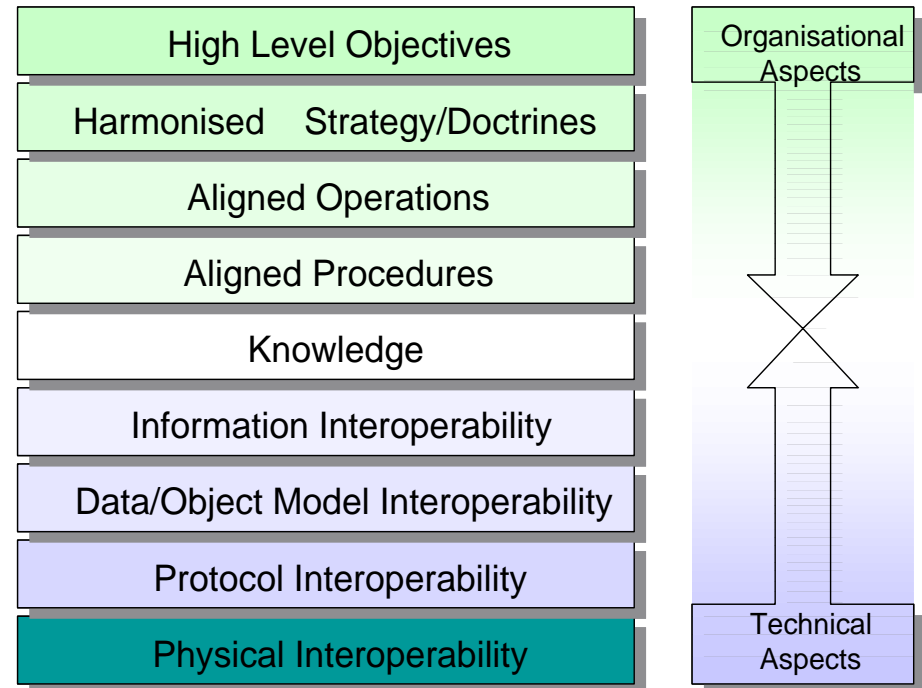 High Level Objectives
Harmonised Strategy/Doctrines
Aligned Operations
Aligned Procedures
Knowledge
Information Interoperability
Data/Object Model Interoperability
Protocol Interoperability
Physical Interoperability
Organisational
Aspects
Technical
Aspects